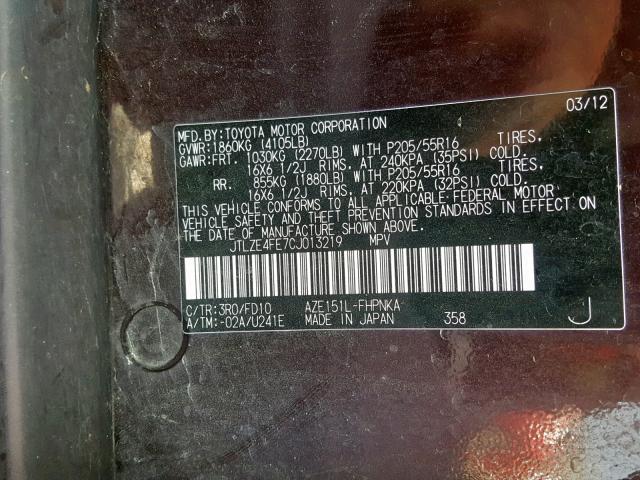 03/12
MFD.BY:TOYOTA MOTOR CORPORATION
GVWR:1860KG (4105LB)
GAWR:FRT. 1030KG (2270LB) WITH P205/55R16 TIRES.
16X6 1/2J RIMS. AT 240KPA (35PSI) COLD.
RR. 855KG (1880LB) WITH P205/55R16 TIRES.
16X6 1/2J RIMS. AT 220KPA (32PSI) COLD.
THIS VEHICLE CONFORMS TO ALL APPLICABLE FEDERAL MOTOR
VEHICLE SAFETY AND THEFT PREVENTION STANDARDS IN EFFECT ON
THE DATE OF MANUFACTURE SHOWN ABOVE.
JTLZE4FE7CJ013219 MPV
C/TR:3R0/FD10 AZE151L-FHPNKA
A/TM:-02A/U241E MADE IN JAPAN 358 J